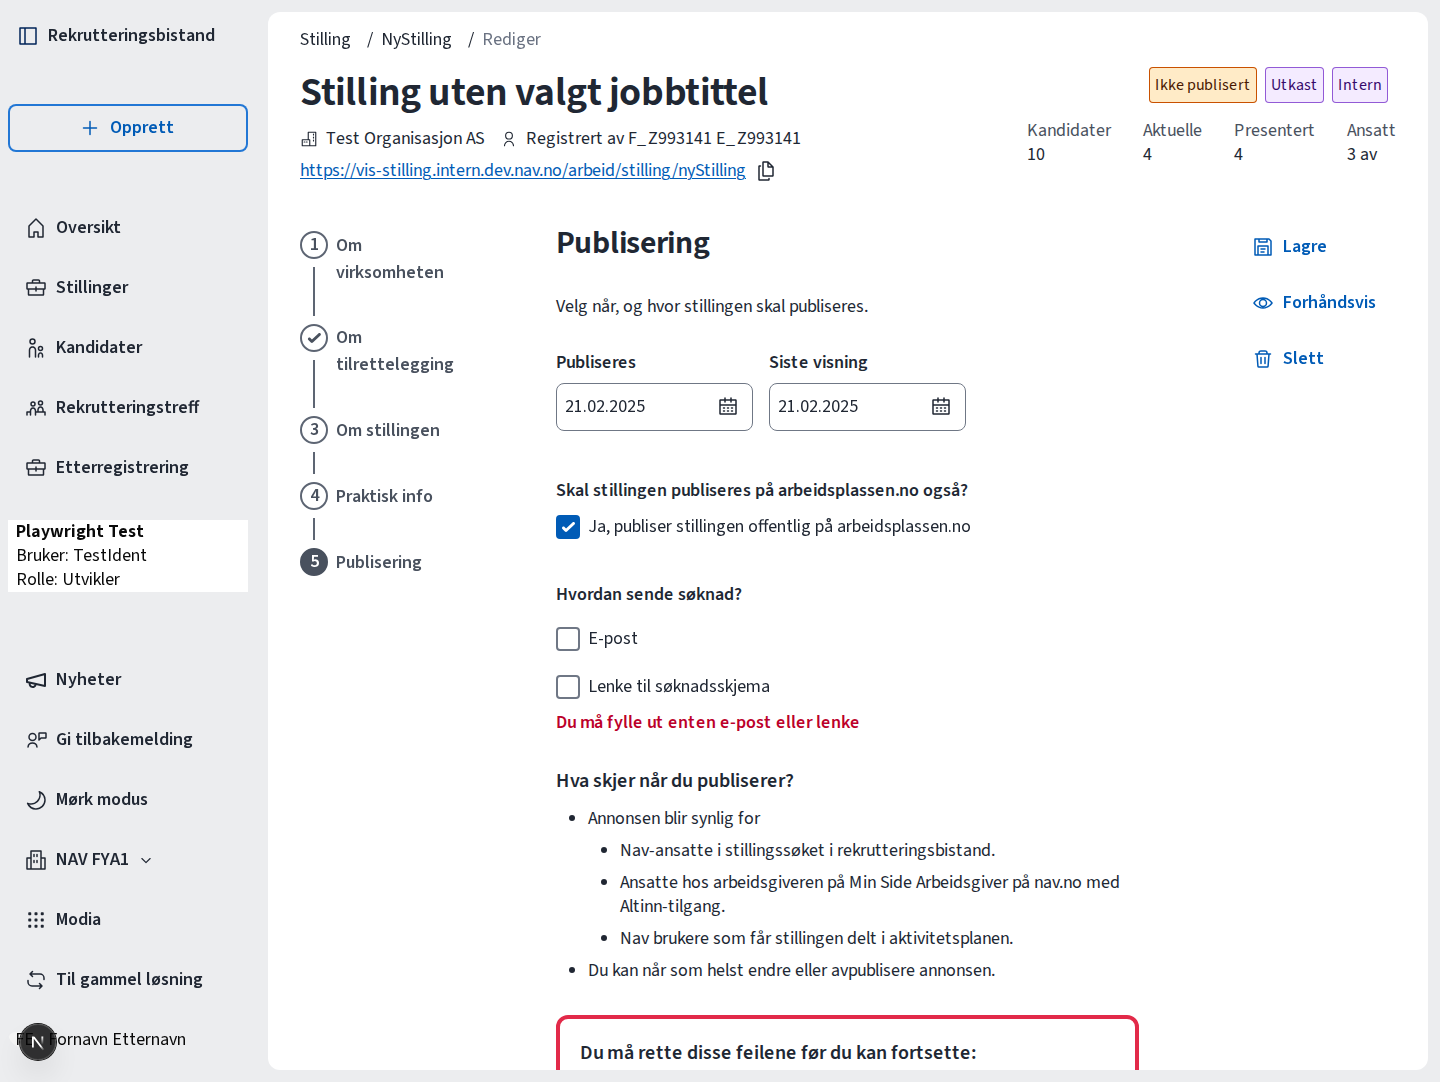 Rekrutteringsbistand
Opprett
Oversikt
Stillinger
Kandidater
Rekrutteringstreff
Etterregistrering
Playwright Test
Bruker: TestIdent
Rolle: Utvikler
Nyheter
Gi tilbakemelding
Mørk modus
NAV FYA1
Modia
Til gammel løsning
Fornavn Etternavn
Stilling / NyStilling / Rediger
Stilling uten valgt jobbtittel
Ikke publisert Utkast Intern
Test Organisasjon AS Registrert av F_Z993141 E_Z993141
https://vis-stilling.intern.dev.nav.no/arbeid/stilling/nyStilling
Kandidater Aktuelle Presentert Ansatt
10 4 4 3 av
1 Om
virksomheten
Om
tilrettelegging
3 Om stillingen
4 Praktisk info
5 Publisering
Publisering
Velg når, og hvor stillingen skal publiseres.
Publiseres Siste visning
21.02.2025 21.02.2025
Skal stillingen publiseres på arbeidsplassen.no også?
Ja, publiser stillingen offentlig på arbeidsplassen.no
Hvordan sende søknad?
E-post
Lenke til søknadsskjema
Du må fylle ut enten e-post eller lenke
Hva skjer når du publiserer?
Annonsen blir synlig for
Nav-ansatte i stillingssøket i rekrutteringsbistand.
Ansatte hos arbeidsgiveren på Min Side Arbeidsgiver på nav.no med
Altinn-tilgang.
Nav brukere som får stillingen delt i aktivitetsplanen.
Du kan når som helst endre eller avpublisere annonsen.
Du må rette disse feilene før du kan fortsette:
Lagre
Forhåndsvis
Slett